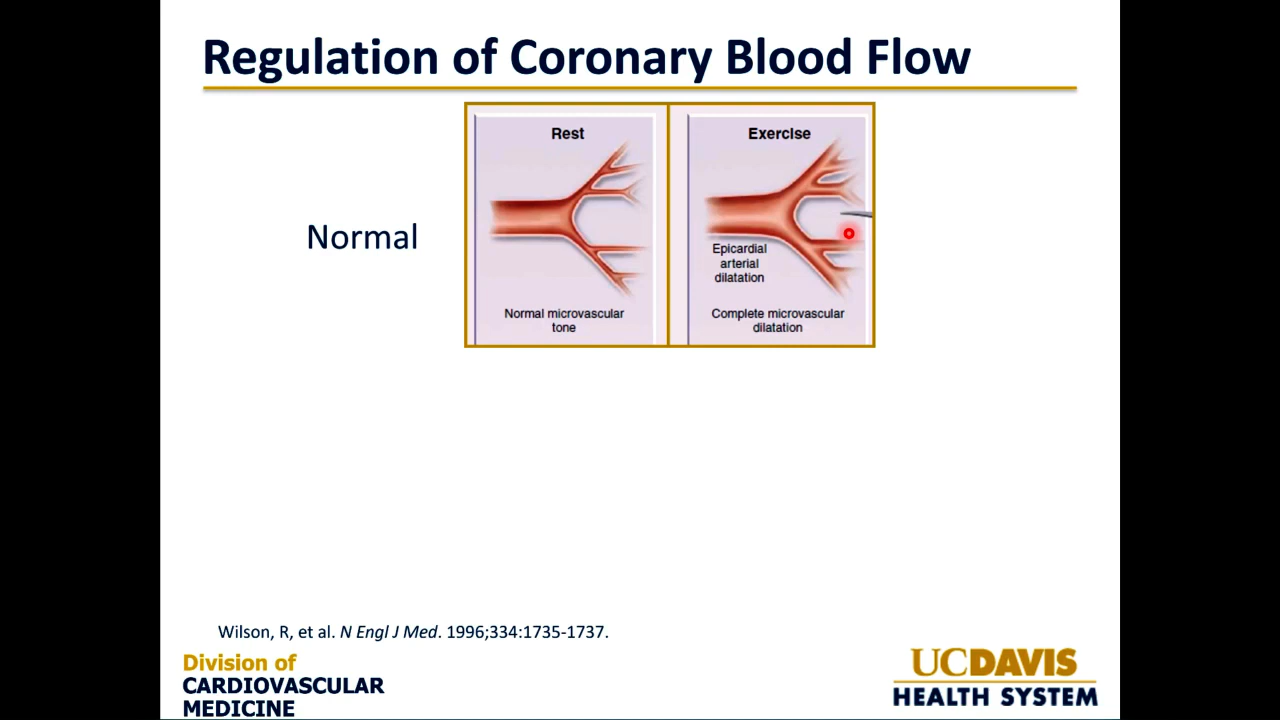 Regulation of Coronary Blood Flow
Rest
Exercise
Normal
Epicardial
arterial
dilatation
Normal microvascular
tone
Complete microvascular
dilatation
Wilson, R, et al. N Engl J Med. 1996;334:1735-1737.
Division of
CARDIOVASCULAR
MEDICINE
UCDAVIS
HEALTH SYSTEM